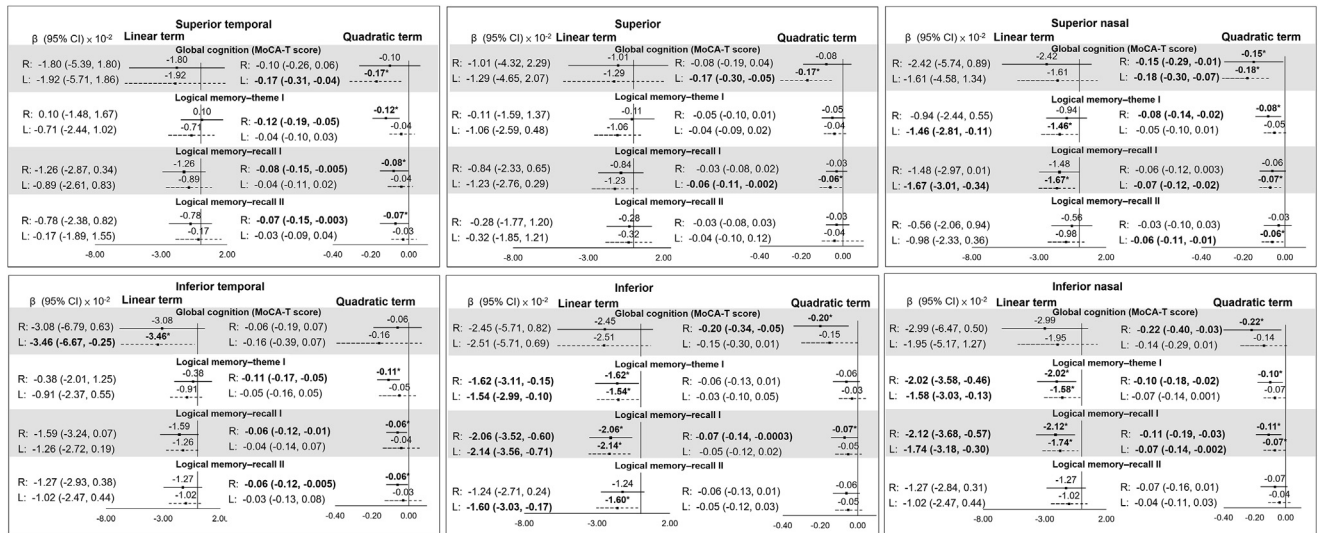 Superior temporal
β (95% CI) x 10-2 Linear term Quadratic term
Global cognition (MoCA-T score)
-1.80 -0.10
R: -1.80 (-5.39, 1.80) R: -0.10 (-0.26, 0.06)
-1.92 -0.17*
L: -1.92 (-5.71, 1.86) L: -0.17 (-0.31, -0.04)
Logical memory–theme I
0.10 -0.12*
R: 0.10 (-1.48, 1.67) R: -0.12 (-0.19, -0.05)
-0.71 -0.04
L: -0.71 (-2.44, 1.02) L: -0.04 (-0.10, 0.03)
Logical memory–recall I
-1.26 -0.08*
R: -1.26 (-2.87, 0.34) R: -0.08 (-0.15, -0.005)
-0.89 -0.04
L: -0.89 (-2.61, 0.83) L: -0.04 (-0.11, 0.02)
Logical memory–recall II
-0.78 -0.07*
R: -0.78 (-2.38, 0.82) R: -0.07 (-0.15, -0.003)
-0.17 -0.03
L: -0.17 (-1.89, 1.55) L: -0.03 (-0.09, 0.04)
-8.00 -3.00 2.00 -0.40 -0.20 0.00
Superior
β (95% CI) x 10-2 Linear term Quadratic term
Global cognition (MoCA-T score)
-1.01 -0.08
R: -1.01 (-4.32, 2.29) R: -0.08 (-0.19, 0.04)
-1.29 -0.17*
L: -1.29 (-4.65, 2.07) L: -0.17 (-0.30, -0.05)
Logical memory–theme I
-0.11 -0.05
R: -0.11 (-1.59, 1.37) R: -0.05 (-0.10, 0.01)
-1.06 -0.04
L: -1.06 (-2.59, 0.48) L: -0.04 (-0.09, 0.02)
Logical memory–recall I
-0.84 -0.03
R: -0.84 (-2.33, 0.65) R: -0.03 (-0.08, 0.02)
-1.23 -0.06*
L: -1.23 (-2.76, 0.29) L: -0.06 (-0.11, -0.002)
Logical memory–recall II
-0.28 -0.03
R: -0.28 (-1.77, 1.20) R: -0.03 (-0.08, 0.03)
-0.32 -0.04
L: -0.32 (-1.85, 1.21) L: -0.04 (-0.10, 0.12)
-8.00 -3.00 2.00 -0.40 -0.20 0.00
Superior nasal
β (95% CI) x 10-2 Linear term Quadratic term
Global cognition (MoCA-T score)
-2.42 -0.15*
R: -2.42 (-5.74, 0.89) R: -0.15 (-0.29, -0.01)
-1.61 -0.18*
L: -1.61 (-4.58, 1.34) L: -0.18 (-0.30, -0.07)
Logical memory–theme I
-0.94 -0.08*
R: -0.94 (-2.44, 0.55) R: -0.08 (-0.14, -0.02)
-1.46* -0.05
L: -1.46 (-2.81, -0.11) L: -0.05 (-0.10, 0.01)
Logical memory–recall I
-1.48 -0.06
R: -1.48 (-2.97, 0.01) R: -0.06 (-0.12, 0.003)
-1.67* -0.07*
L: -1.67 (-3.01, -0.34) L: -0.07 (-0.12, -0.02)
Logical memory–recall II
-0.56 -0.03
R: -0.56 (-2.06, 0.94) R: -0.03 (-0.10, 0.03)
-0.98 -0.06*
L: -0.98 (-2.33, 0.36) L: -0.06 (-0.11, -0.01)
-8.00 -3.00 2.00 -0.40 -0.20 0.00
Inferior temporal
β (95% CI) x 10-2 Linear term Quadratic term
Global cognition (MoCA-T score)
-3.08 -0.06
R: -3.08 (-6.79, 0.63) R: -0.06 (-0.19, 0.07)
-3.46* -0.16
L: -3.46 (-6.67, -0.25) L: -0.16 (-0.39, 0.07)
Logical memory–theme I
-0.38 -0.11*
R: -0.38 (-2.01, 1.25) R: -0.11 (-0.17, -0.05)
-0.91 -0.05
L: -0.91 (-2.37, 0.55) L: -0.05 (-0.16, 0.05)
Logical memory–recall I
-1.59 -0.06*
R: -1.59 (-3.24, 0.07) R: -0.06 (-0.12, -0.01)
-1.26 -0.04
L: -1.26 (-2.72, 0.19) L: -0.04 (-0.14, 0.07)
Logical memory–recall II
-1.27 -0.06*
R: -1.27 (-2.93, 0.38) R: -0.06 (-0.12, -0.005)
-1.02 -0.03
L: -1.02 (-2.47, 0.44) L: -0.03 (-0.13, 0.08)
-8.00 -3.00 2.0 -0.40 -0.20 0.00
Inferior
β (95% CI) x 10-2 Linear term Quadratic term
Global cognition (MoCA-T score)
-2.45 -0.20*
R: -2.45 (-5.71, 0.82) R: -0.20 (-0.34, -0.05)
-2.51 -0.15
L: -2.51 (-5.71, 0.69) L: -0.15 (-0.30, 0.01)
Logical memory–theme I
-1.62* -0.06
R: -1.62 (-3.11, -0.15) R: -0.06 (-0.13, 0.01)
-1.54* -0.03
L: -1.54 (-2.99, -0.10) L: -0.03 (-0.10, 0.05)
Logical memory–recall I
-2.06* -0.07*
R: -2.06 (-3.52, -0.60) R: -0.07 (-0.14, -0.0003)
-2.14* -0.05
L: -2.14 (-3.56, -0.71) L: -0.05 (-0.12, 0.02)
Logical memory–recall II
-1.24 -0.06
R: -1.24 (-2.71, 0.24) R: -0.06 (-0.13, 0.01)
-1.60* -0.05
L: -1.60 (-3.03, -0.17) L: -0.05 (-0.12, 0.03)
-8.00 -3.00 2.00 -0.40 -0.20 0.00
Inferior nasal
β (95% CI) x 10-2 Linear term Quadratic term
Global cognition (MoCA-T score)
-2.99 -0.22*
R: -2.99 (-6.47, 0.50) R: -0.22 (-0.40, -0.03)
-1.95 -0.14
L: -1.95 (-5.17, 1.27) L: -0.14 (-0.29, 0.01)
Logical memory–theme I
-2.02* -0.10*
R: -2.02 (-3.58, -0.46) R: -0.10 (-0.18, -0.02)
-1.58* -0.07
L: -1.58 (-3.03, -0.13) L: -0.07 (-0.14, 0.001)
Logical memory–recall I
-2.12* -0.11*
R: -2.12 (-3.68, -0.57) R: -0.11 (-0.19, -0.03)
-1.74* -0.07*
L: -1.74 (-3.18, -0.30) L: -0.07 (-0.14, -0.002)
Logical memory–recall II
-1.27 -0.07
R: -1.27 (-2.84, 0.31) R: -0.07 (-0.16, 0.01)
-1.02 -0.04
L: -1.02 (-2.47, 0.44) L: -0.04 (-0.11, 0.03)
-8.00 -3.00 2.00 -0.40 -0.20 0.00